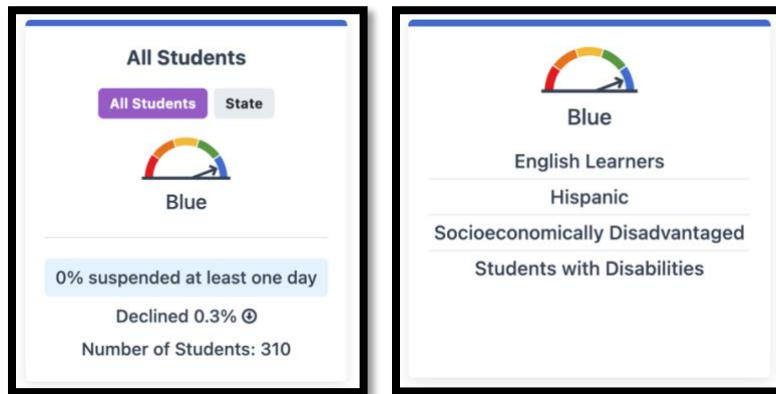 All Students
All Students State
Blue
0% suspended at least one day
Declined 0.3%
Number of Students: 310
Blue
English Learners
Hispanic
Socioeconomically Disadvantaged
Students with Disabilities